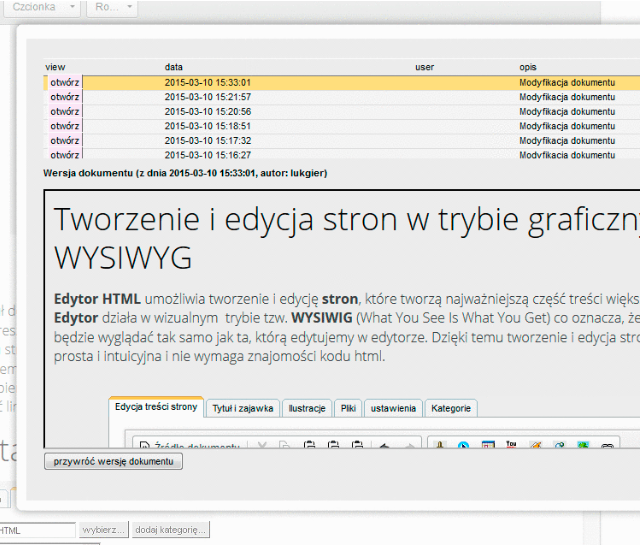 Czcionka Ro...
view data user opis
otwórz 2015-03-10 15:33:01 Modyfikacja dokumentu
otwórz 2015-03-10 15:21:57 Modyfikacja dokumentu
otwórz 2015-03-10 15:20:56 Modyfikacja dokumentu
otwórz 2015-03-10 15:18:51 Modyfikacja dokumentu
otwórz 2015-03-10 15:17:32 Modyfikacja dokumentu
otwórz 2015-03-10 15:16:27 Modyfikacja dokumentu
Wersja dokumentu (z dnia 2015-03-10 15:33:01, autor: lukgier)
Tworzenie i edycja stron w trybie graficzny
WYSIWYG
Edytor HTML umożliwia tworzenie i edycję stron, które tworzą najważniejszą część treści więks
Edytor działa w wizualnym trybie tzw. WYSIWIG (What You See Is What You Get) co oznacza, że
będzie wyglądać tak samo jak ta, którą edytujemy w edytorze. Dzięki temu tworzenie i edycja stro
prosta i intuicyjna i nie wymaga znajomości kodu html.
Edycja treści strony Tytuł i zajawka Ilustracje Pliki ustawienia Kategorie
Źródło dokumentu
przywróć wersję dokumentu
HTML wybierz... dodaj kategorię...